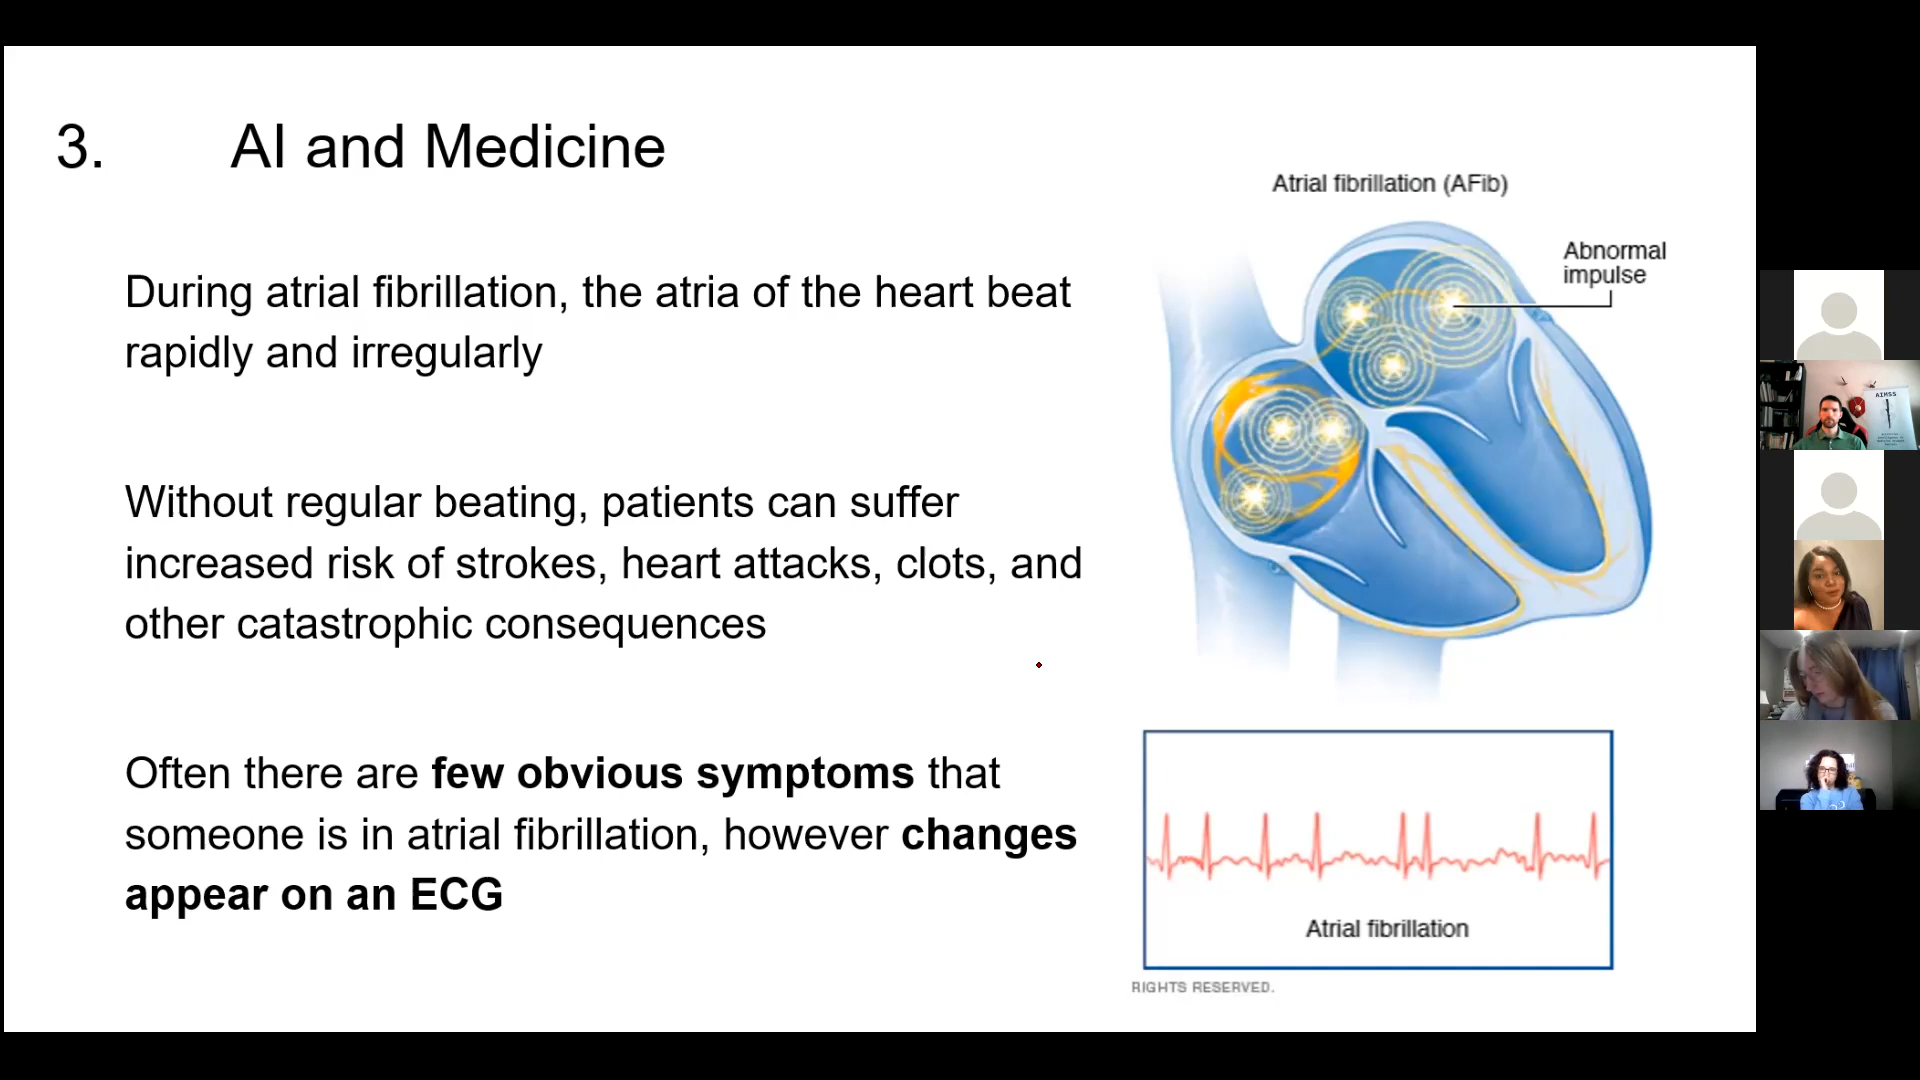 3. AI and Medicine
During atrial fibrillation, the atria of the heart beat
rapidly and irregularly
Without regular beating, patients can suffer
increased risk of strokes, heart attacks, clots, and
other catastrophic consequences
Often there are few obvious symptoms that
someone is in atrial fibrillation, however changes
appear on an ECG
Atrial fibrillation (AFib)
Abnormal
impulse
Atrial fibrillation
RIGHTS RESERVED.
AIMSS